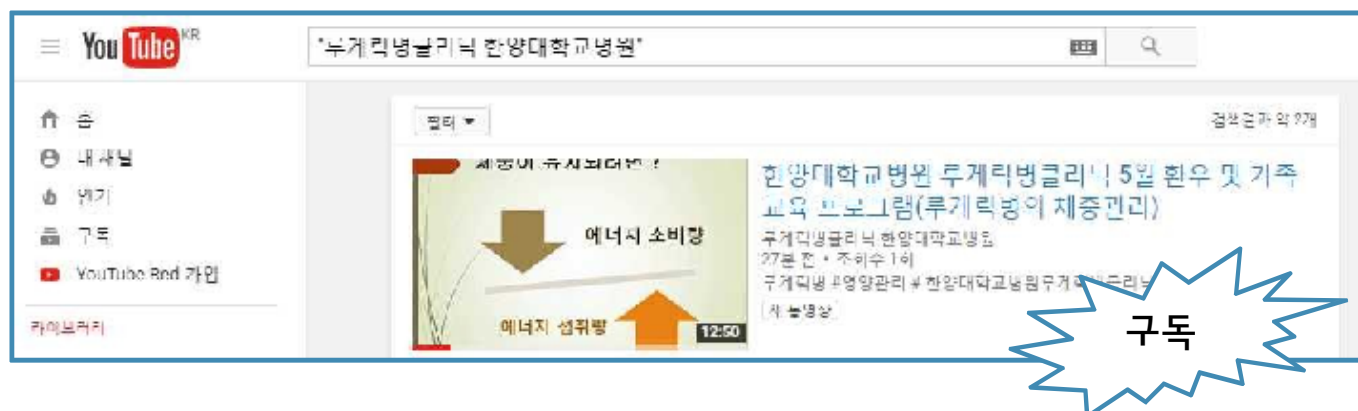 YouTube KR
"루게릭병클리닉 한양대학교병원"
홈
내 채널
인기
구독
YouTube Red 가입
라이브러리
필터
검색결과 약 2개
체중이 유지되려면 ?
에너지 소비량
에너지 섭취량
12:50
한양대학교병원 루게릭병클리닉 5월 환우 및 가족
교육 프로그램(루게릭병의 체중관리)
루게릭병클리닉 한양대학교병원
27분 전 • 조회수 1회
루게릭병 #영양관리 # 한양대학교병원루게릭병클리닉
새 동영상
구독